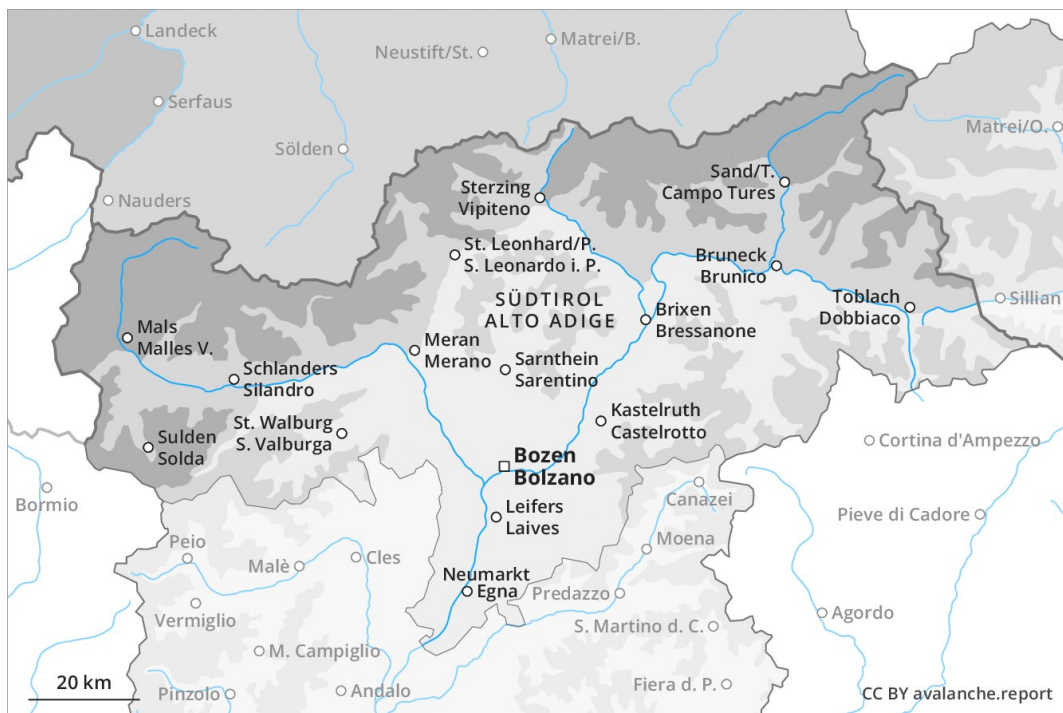 Landeck
Neustift/St.
Matrei/B.
Serfaus
Matrei/O.
Sölden
Sterzing
Vipiteno
Sand/T.
Campo Tures
Nauders
St. Leonhard/P.
S. Leonardo i. P.
Bruneck
Brunico
SÜDTIROL
ALTO ADIGE
Toblach
Dobbiaco
Sillian
Brixen
Bressanone
Mals
Malles V.
Meran
Merano
Sarnthein
Sarentino
Schlanders
Silandro
St. Walburg
S. Valburga
Kastelruth
Castelrotto
Sulden
Solda
Cortina d'Ampezzo
Bozen
Bolzano
Bormio
Canazei
Leifers
Laives
Pieve di Cadore
Moena
Peio
Malè
Cles
Neumarkt
Egna
Predazzo
Vermiglio
Agordo
S. Martino d. C.
M. Campiglio
20 km
Pinzolo
Andalo
Fiera d. P.
CC BY avalanche.report